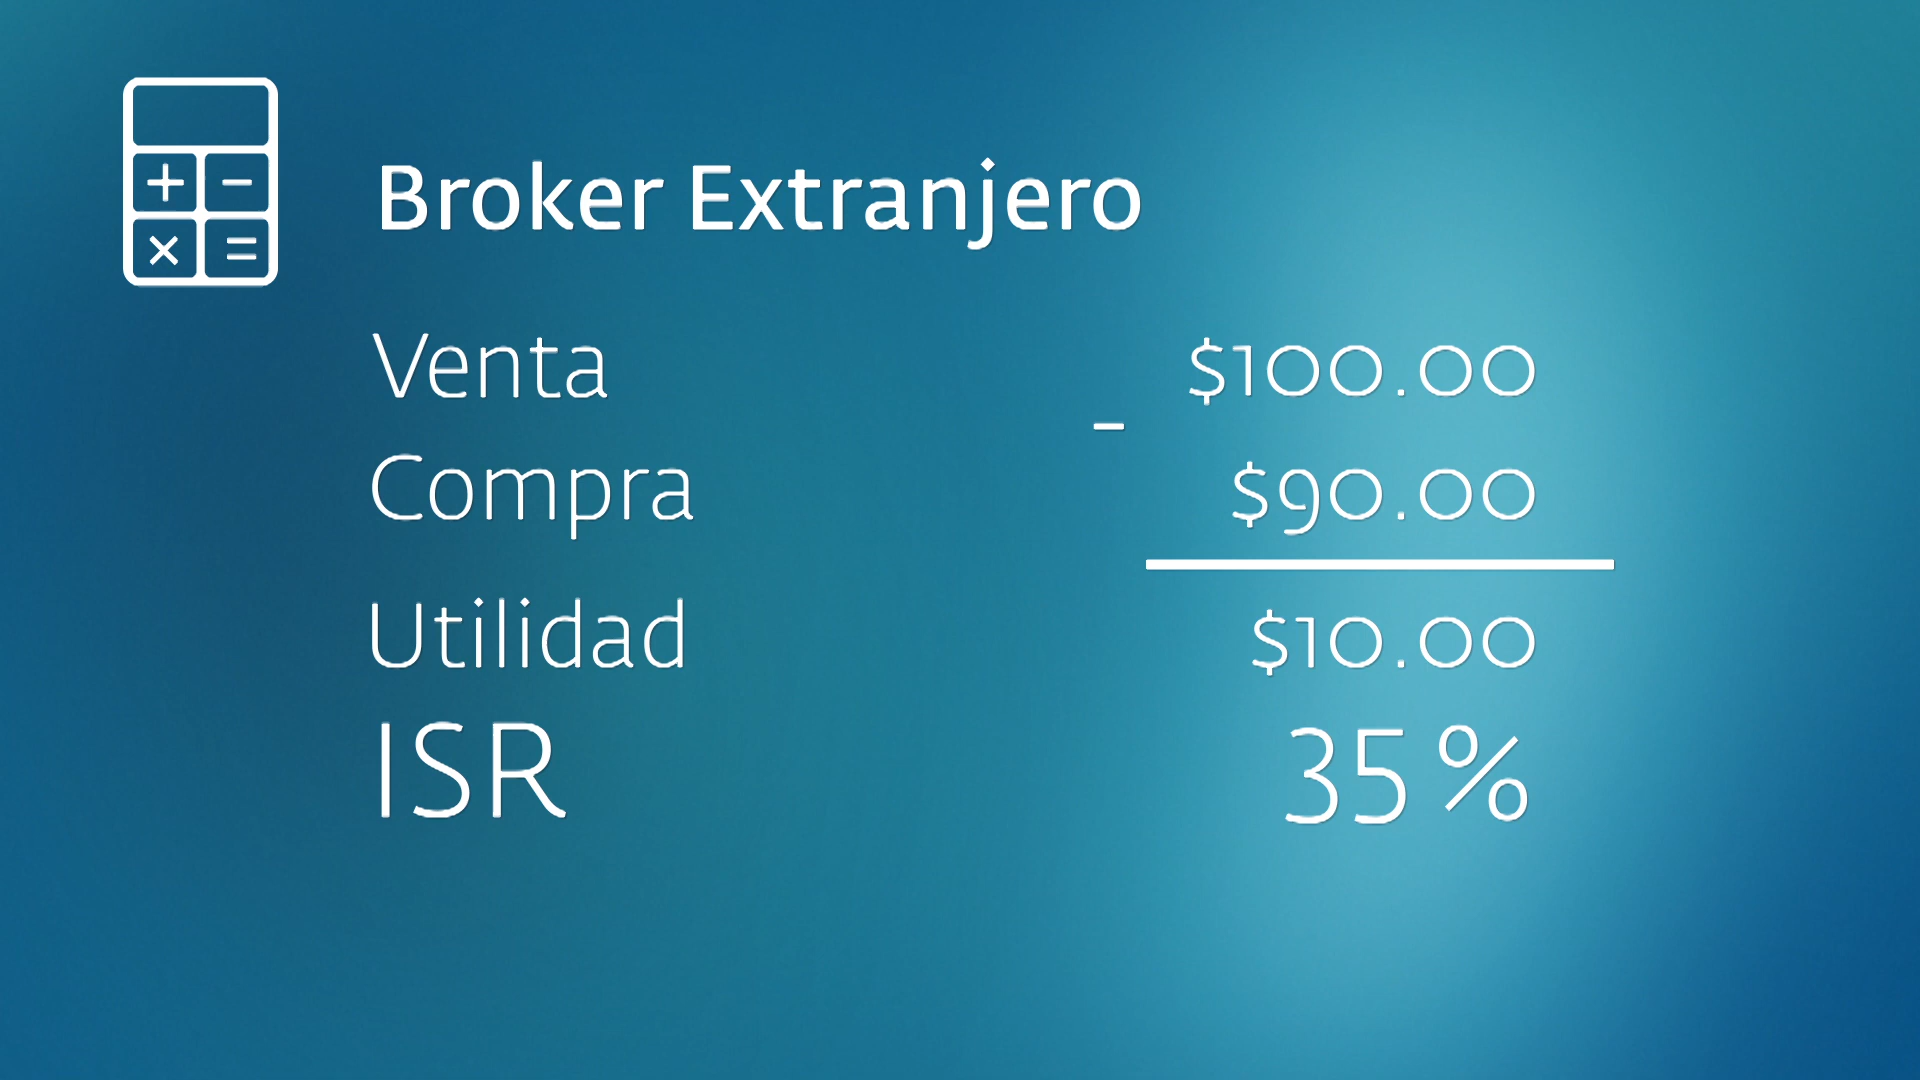 Broker Extranjero
Venta $100.00
-
Compra $90.00
Utilidad $10.00
ISR 35%